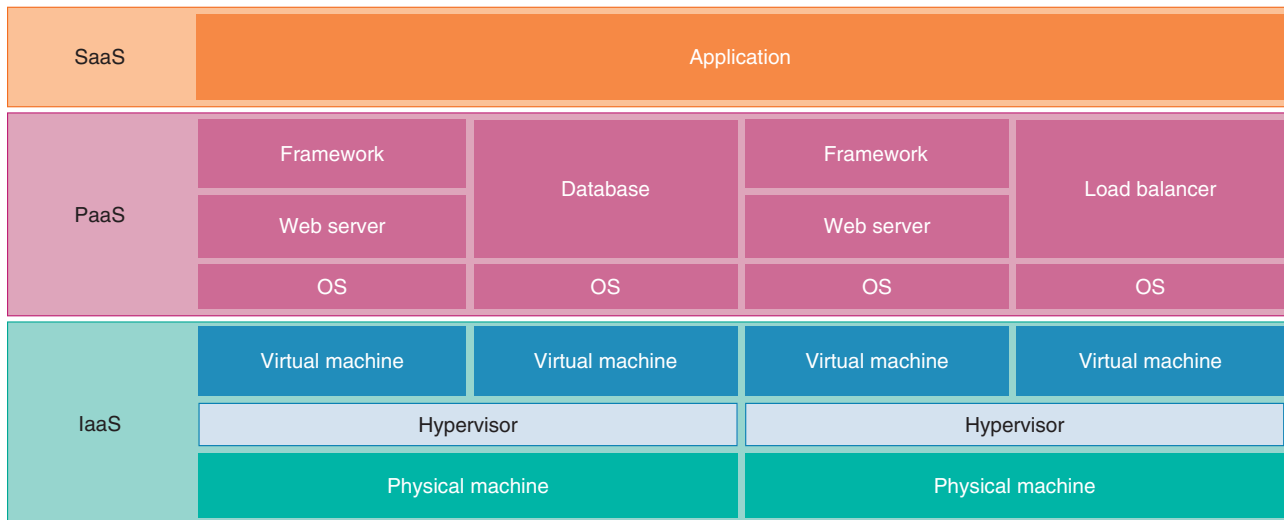 SaaS
Application
PaaS
Framework
Database
Framework
Load balancer
Web server
Web server
OS
OS
OS
OS
IaaS
Virtual machine
Virtual machine
Virtual machine
Virtual machine
Hypervisor
Hypervisor
Physical machine
Physical machine